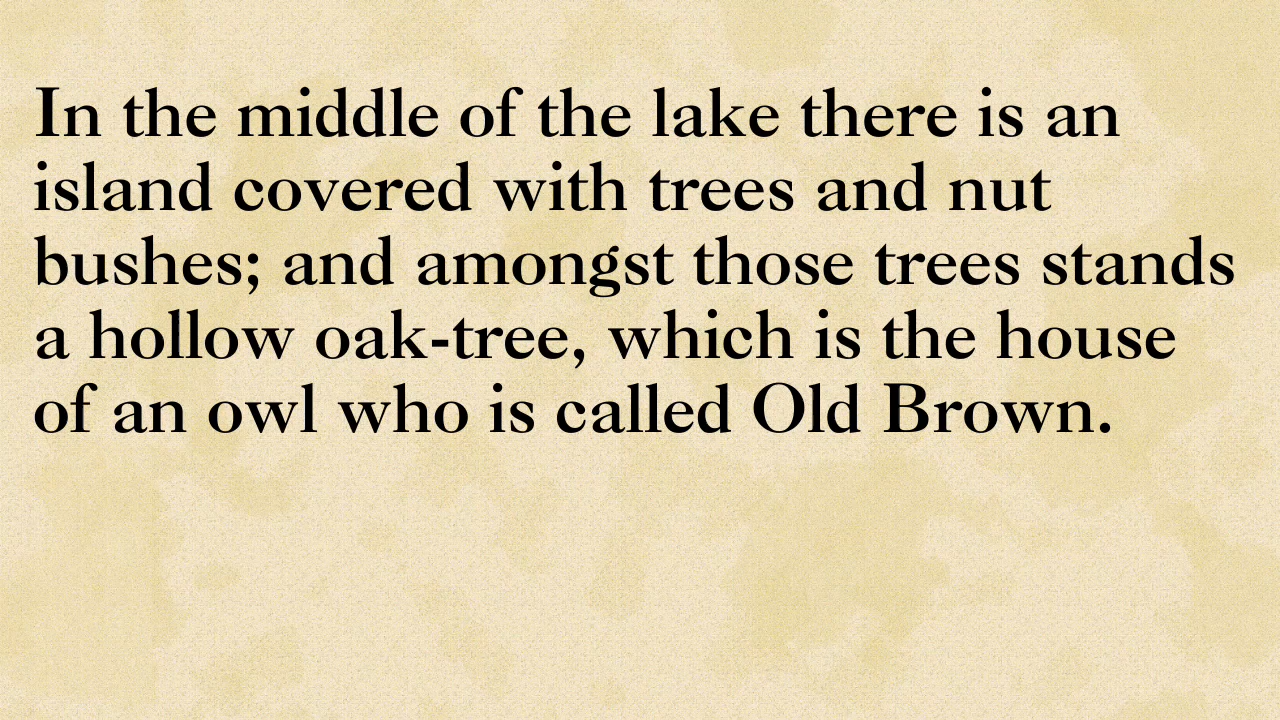 In the middle of the lake there is an
island covered with trees and nut
bushes; and amongst those trees stands
a hollow oak-tree, which is the house
of an owl who is called Old Brown.